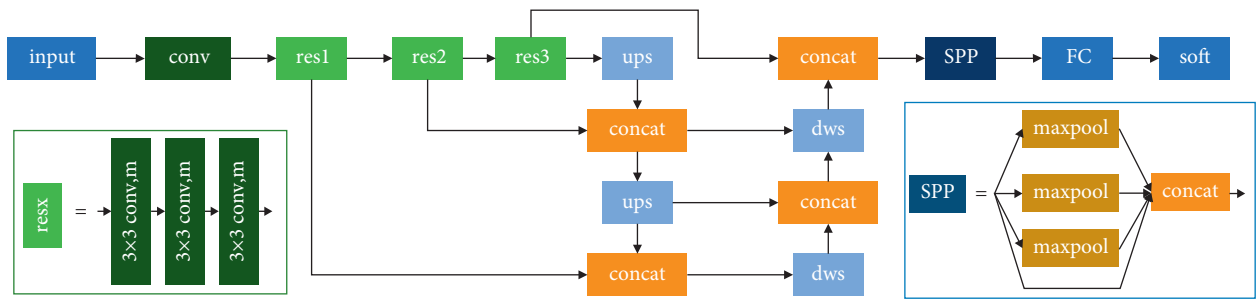 input
conv
res1
res2
res3
ups
concat
SPP
FC
soft
concat
dws
ups
concat
concat
dws
resx
=
3×3 conv,m
3×3 conv,m
3×3 conv,m
SPP
=
maxpool
maxpool
maxpool
concat